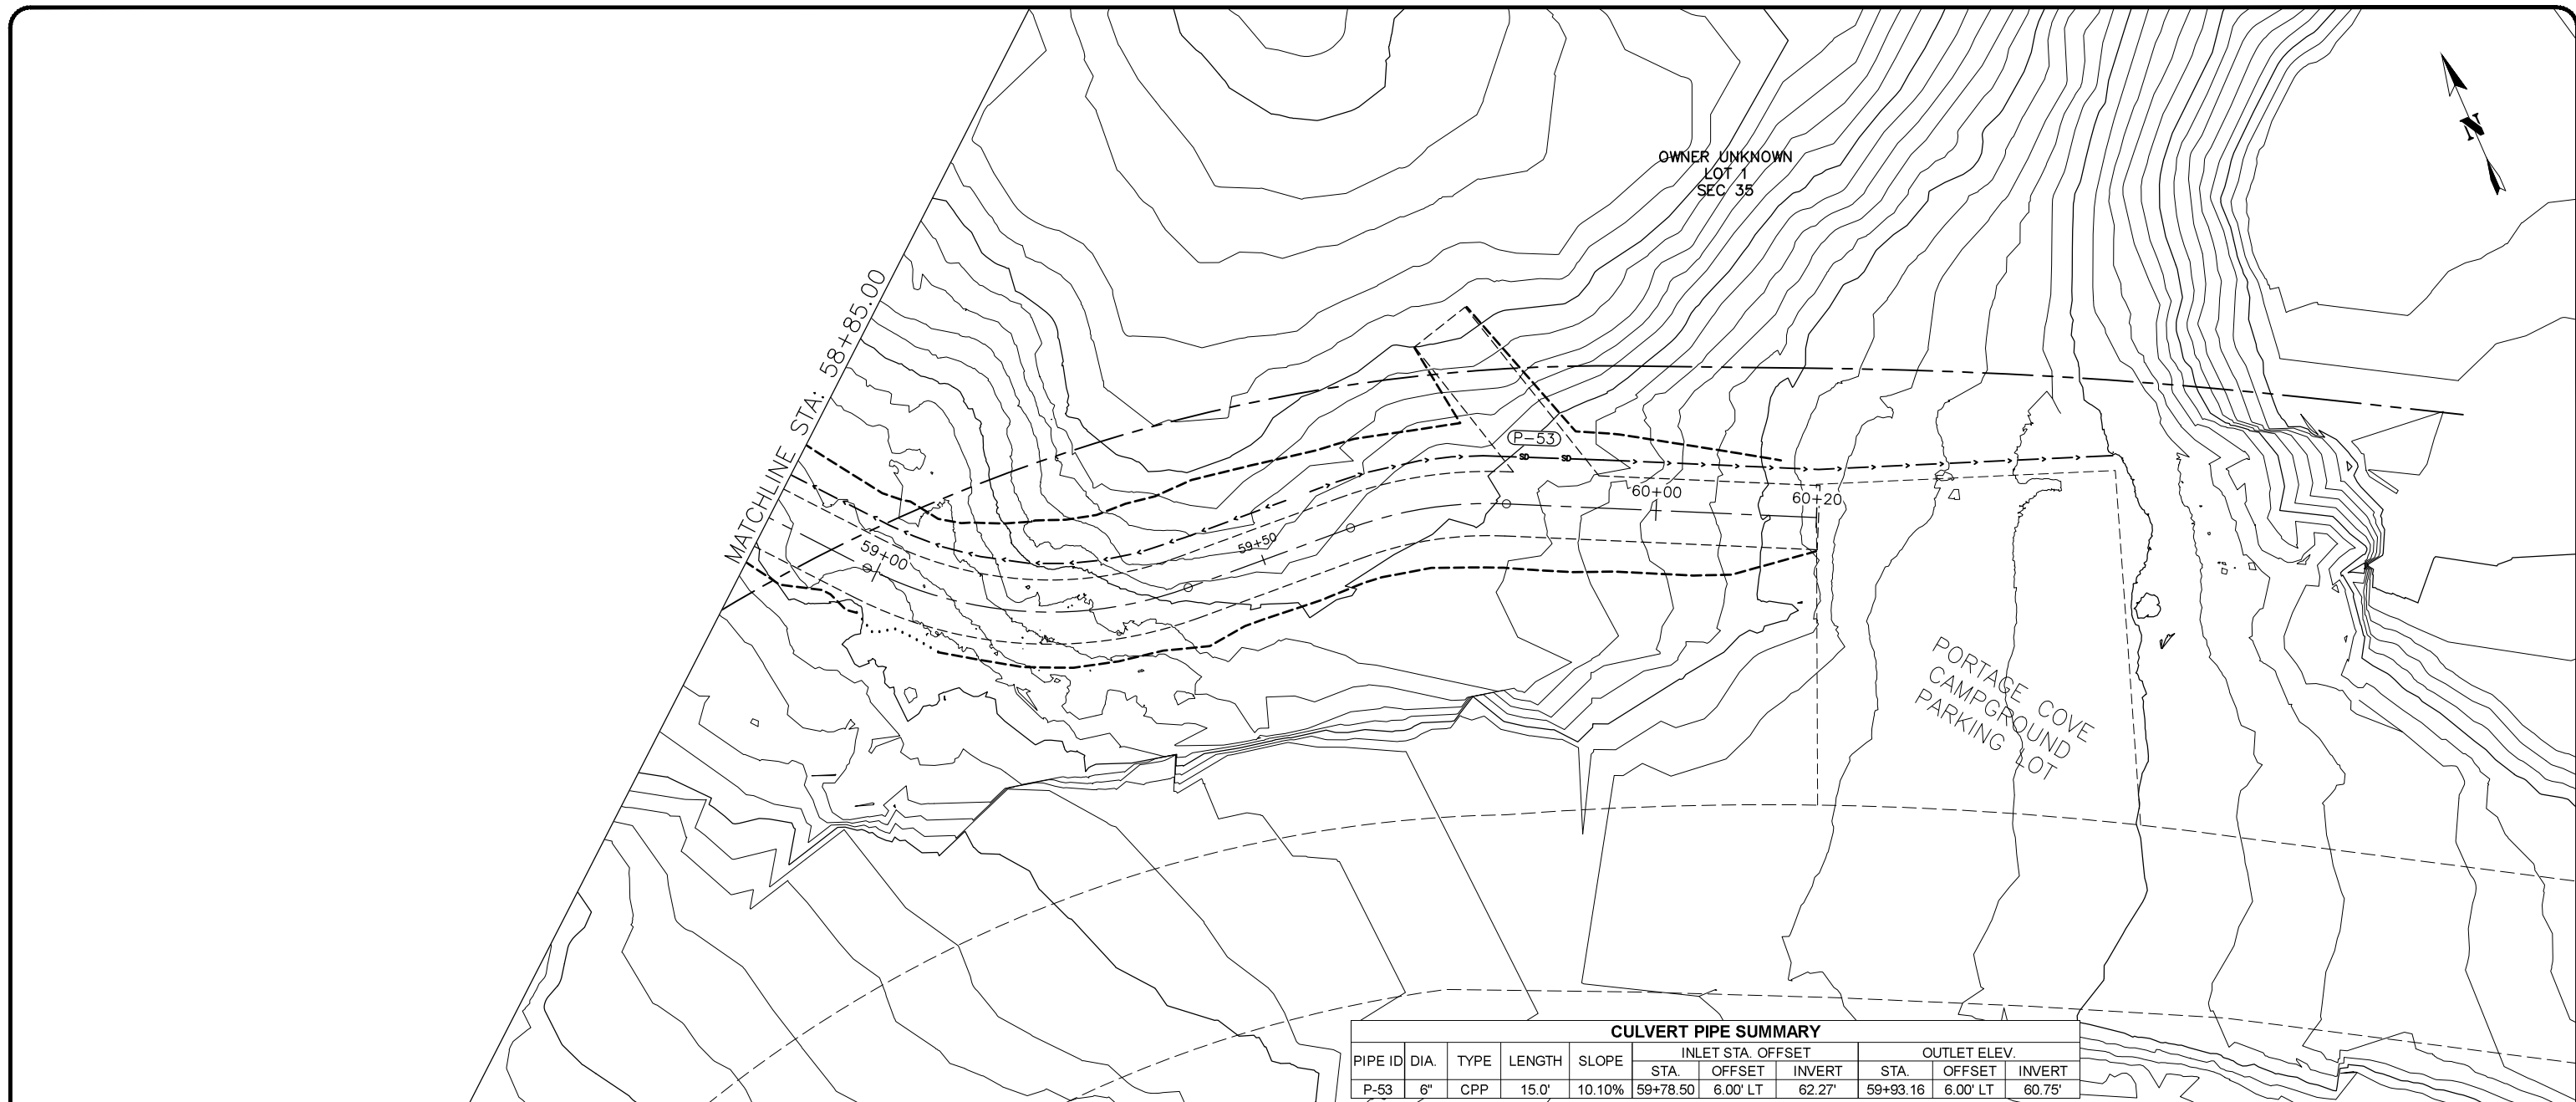 N
OWNER UNKNOWN
LOT 1
SEC 35
MATCHLINE STA: 58+85.00
P-53
SD SD
59+00
59+50
60+00
60+20
PORTAGE COVE
CAMPGROUND
PARKING LOT
CULVERT PIPE SUMMARY
PIPE ID DIA. TYPE LENGTH SLOPE INLET STA. OFFSET OUTLET ELEV.
STA. OFFSET INVERT STA. OFFSET INVERT
P-53 6" CPP 15.0' 10.10% 59+78.50 6.00' LT 62.27' 59+93.16 6.00' LT 60.75'